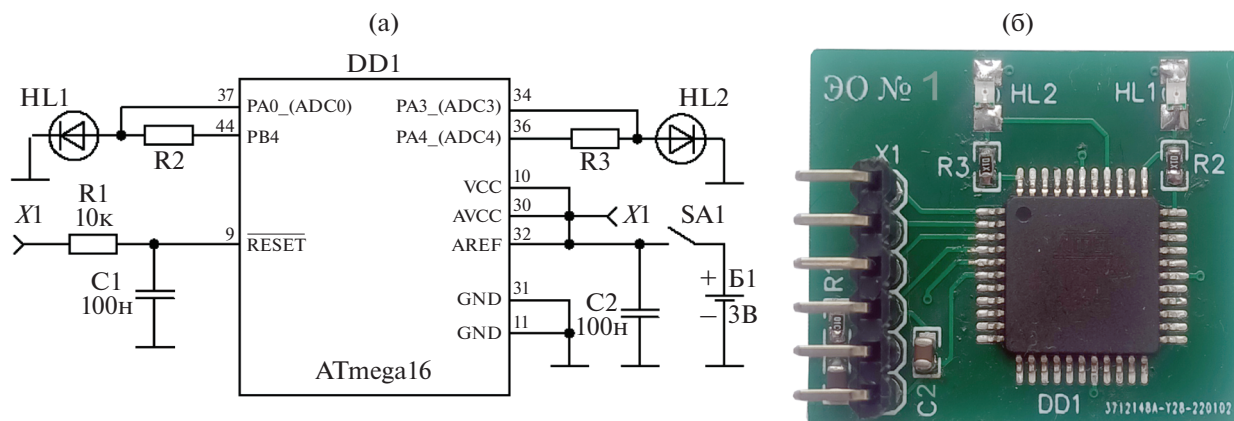 (а)
DD1
HL1
37
PA0_(ADC0)
PA3_(ADC3)
34
HL2
44
PB4
PA4_(ADC4)
36
R2
R3
VCC
10
X1
R1
10к
AVCC
30
X1
SA1
9
RESET
AREF
32
C1
100н
GND
31
C2
100н
+
Б1
–
3В
GND
11
ATmega16
(б)
ЭО № 1
HL2
HL1
X1
R3
R2
R1
C2
DD1
3712148A-Y28-220102